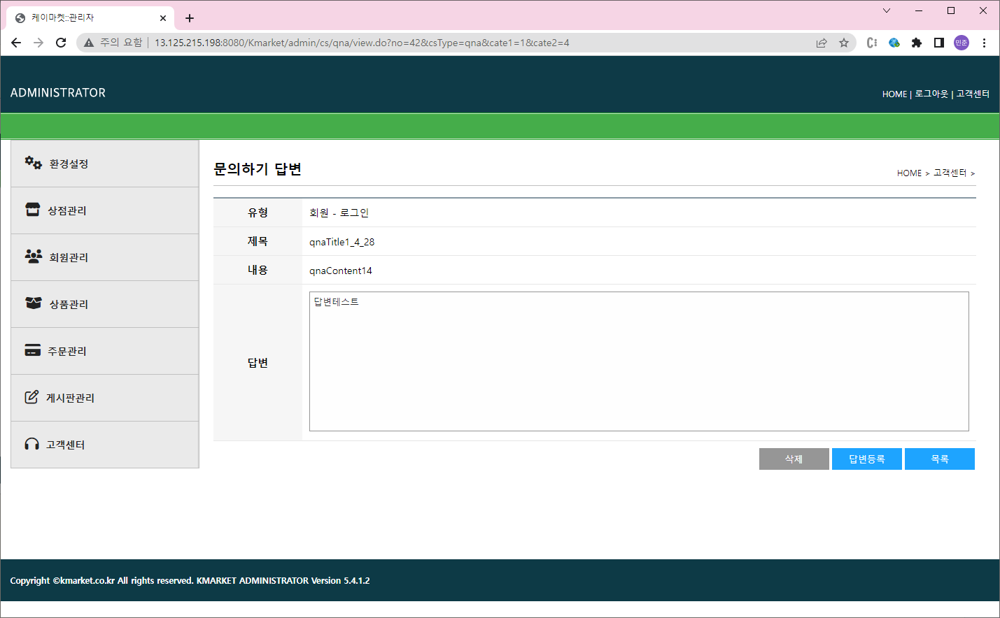 케이마켓::관리자
주의 요함 | 13.125.215.198:8080/Kmarket/admin/cs/qna/view.do?no=42&csType=qna&cate1=1&cate2=4
민준
ADMINISTRATOR
HOME | 로그아웃 | 고객센터
환경설정
상점관리
회원관리
상품관리
주문관리
게시판관리
고객센터
문의하기 답변
HOME > 고객센터 >
유형 회원 - 로그인
제목 qnaTitle1_4_28
내용 qnaContent14
답변 답변테스트
삭제 답변등록 목록
Copyright ©kmarket.co.kr All rights reserved. KMARKET ADMINISTRATOR Version 5.4.1.2